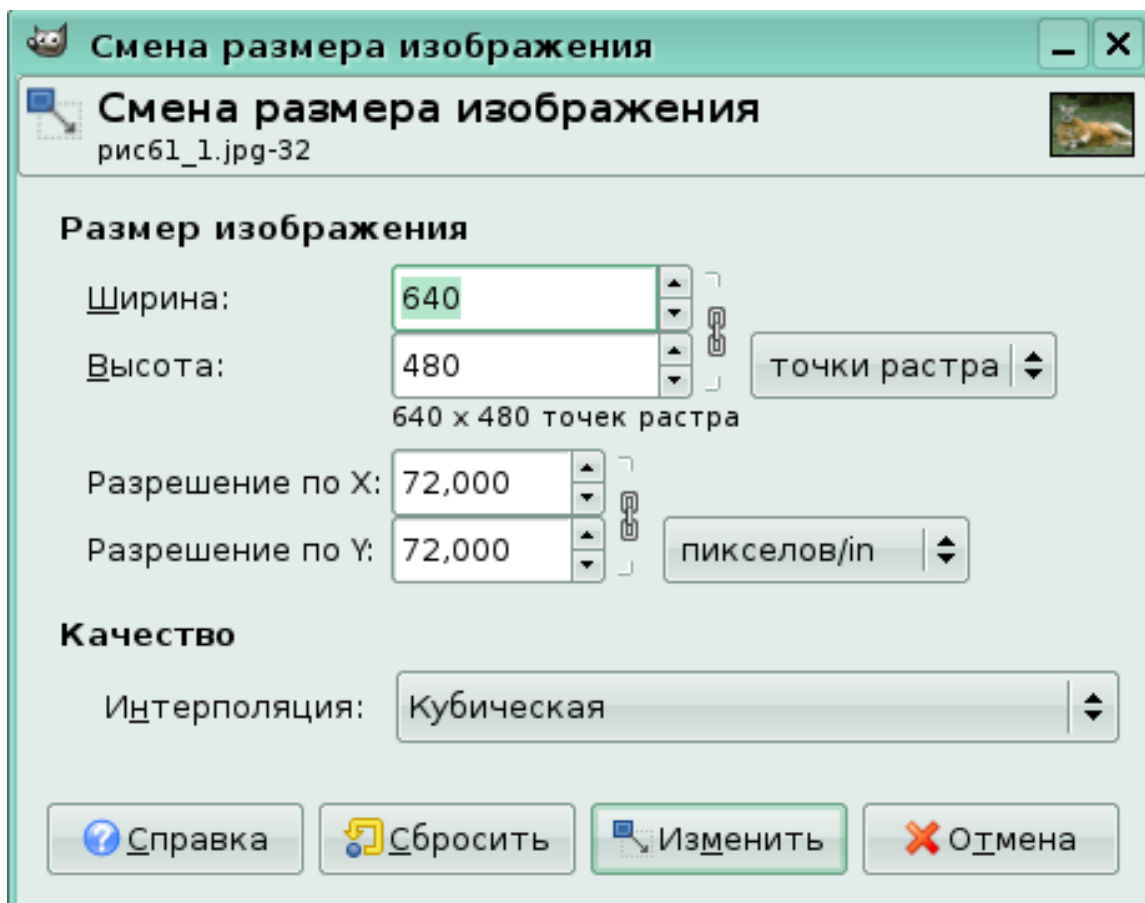 Смена размера изображения
Смена размера изображения
рис61_1.jpg-32
Размер изображения
Ширина: 640
Высота: 480 точки растра
640 x 480 точек растра
Разрешение по X: 72,000
Разрешение по Y: 72,000 пикселов/in
Качество
Интерполяция: Кубическая
Справка Сбросить Изменить Отмена